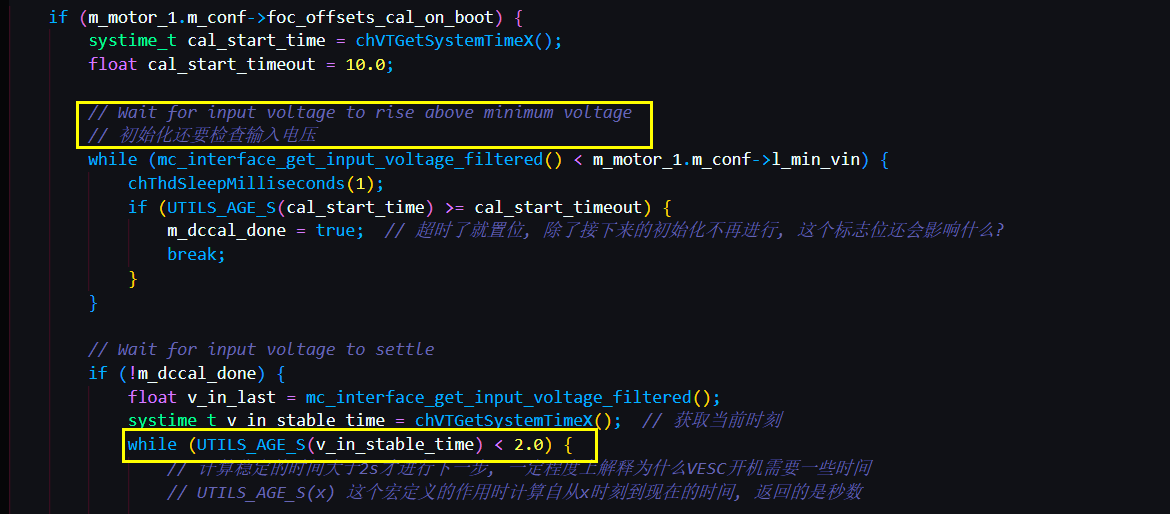 if (m_motor_1.m_conf->foc_offsets_cal_on_boot) {
systime_t cal_start_time = chVTGetSystemTimeX();
float cal_start_timeout = 10.0;
// Wait for input voltage to rise above minimum voltage
// 初始化还要检查输入电压
while (mc_interface_get_input_voltage_filtered() < m_motor_1.m_conf->l_min_vin) {
chThdSleepMilliseconds(1);
if (UTILS_AGE_S(cal_start_time) >= cal_start_timeout) {
m_dccal_done = true; // 超时了就置位, 除了接下来的初始化不再进行, 这个标志位还会影响什么?
break;
}
}
// Wait for input voltage to settle
if (!m_dccal_done) {
float v_in_last = mc_interface_get_input_voltage_filtered();
systime_t v_in_stable_time = chVTGetSystemTimeX(); // 获取当前时刻
while (UTILS_AGE_S(v_in_stable_time) < 2.0) {
// 计算稳定的时间大于2s才进行下一步, 一定程度上解释为什么VESC开机需要一些时间
// UTILS_AGE_S(x) 这个宏定义的作用时计算自从x时刻到现在的时间, 返回的是秒数